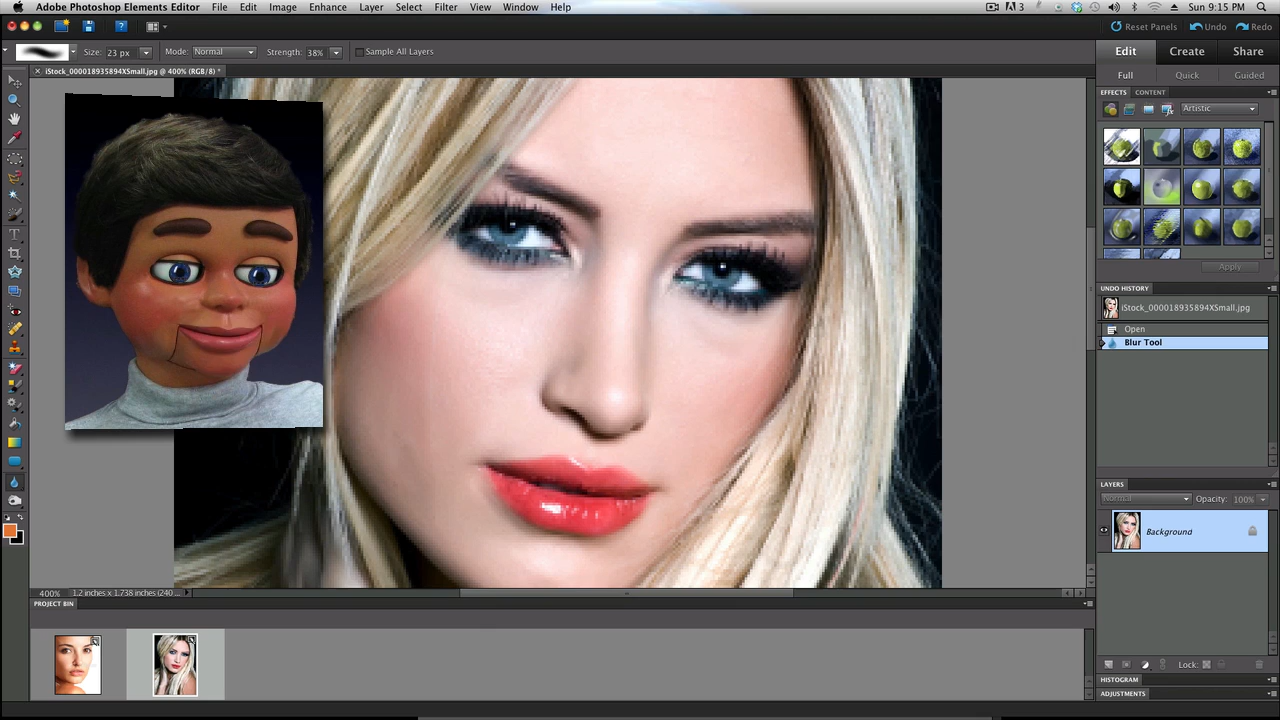 Adobe Photoshop Elements Editor File Edit Image Enhance Layer Select Filter View Window Help
3 Sun 9:15 PM
Reset Panels Undo Redo
Size: 23 px Mode: Normal Strength: 38% Sample All Layers
Edit Create Share
iStock_000018935894XSmall.jpg @ 400% (RGB/8) *
Full Quick Guided
EFFECTS CONTENT
Artistic
Apply
UNDO HISTORY
iStock_000018935894XSmall.jpg
Open
Blur Tool
LAYERS
Normal Opacity: 100%
Background
400% 1.2 inches x 1.738 inches (240 ...
PROJECT BIN
Lock:
HISTOGRAM
ADJUSTMENTS